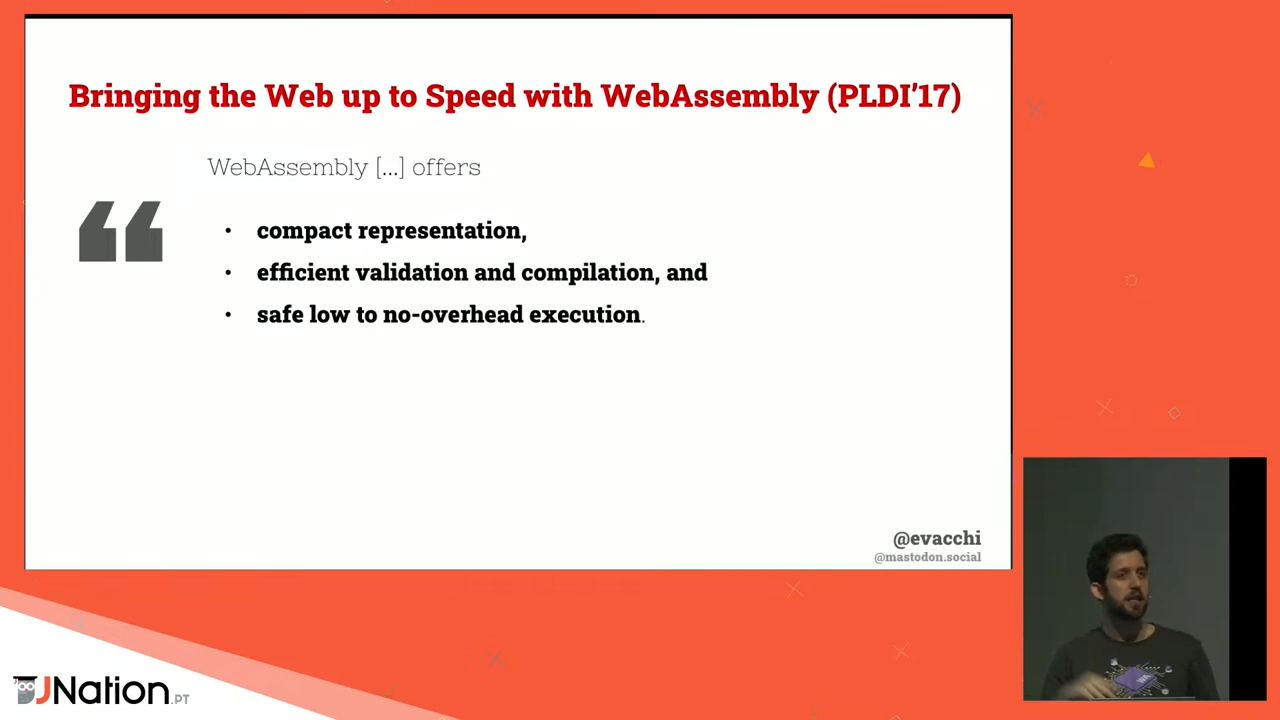 Bringing the Web up to Speed with WebAssembly (PLDI'17)
WebAssembly [...] offers
“
• compact representation,
• efficient validation and compilation, and
• safe low to no-overhead execution.
@evacchi
@mastodon.social
JNation.PT